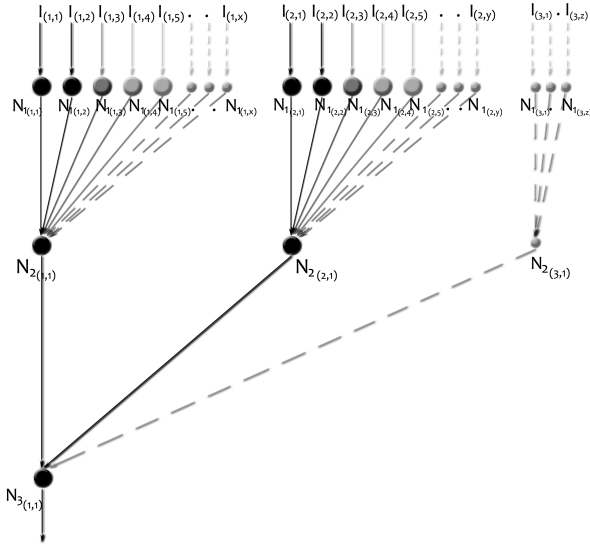 I(1,1) I(1,2) I(1,3) I(1,4) I(1,5) . . I(1,x) I(2,1) I(2,2) I(2,3) I(2,4) I(2,5) . . I(2,y) I(3,1) . I(3,z)
N1(1,1) N1(1,2) N1(1,3) N1(1,4) N1(1,5) . . N1(1,x) N1(2,1) N1(2,2) N1(2,3) N1(2,4) N1(2,5) . . N1(2,y) N1(3,1) . N1(3,z)
N2(1,1) N2(2,1) N2(3,1)
N3(1,1)